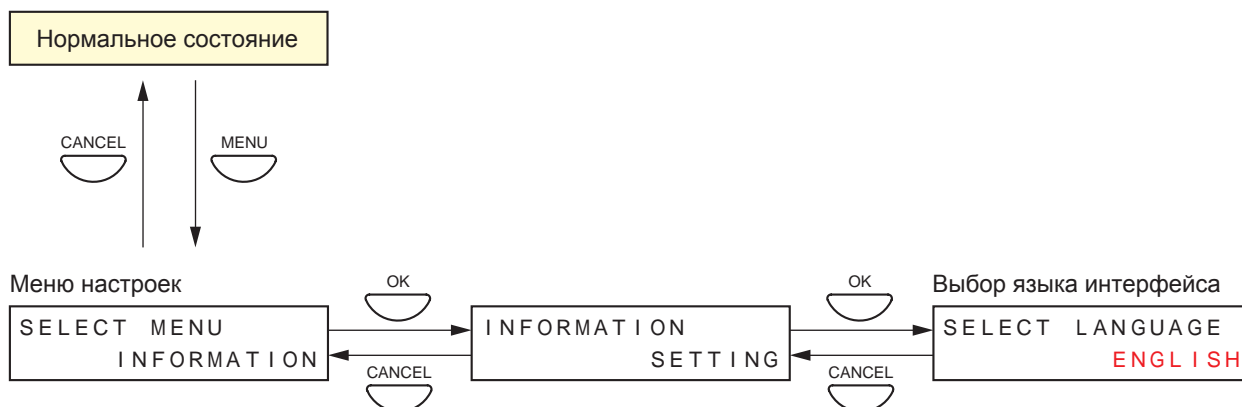 Нормальное состояние
CANCEL
MENU
Меню настроек
OK
OK
Выбор языка интерфейса
SELECT MENU
INFORMATION
INFORMATION
SETTING
SELECT LANGUAGE
ENGLISH
CANCEL
CANCEL